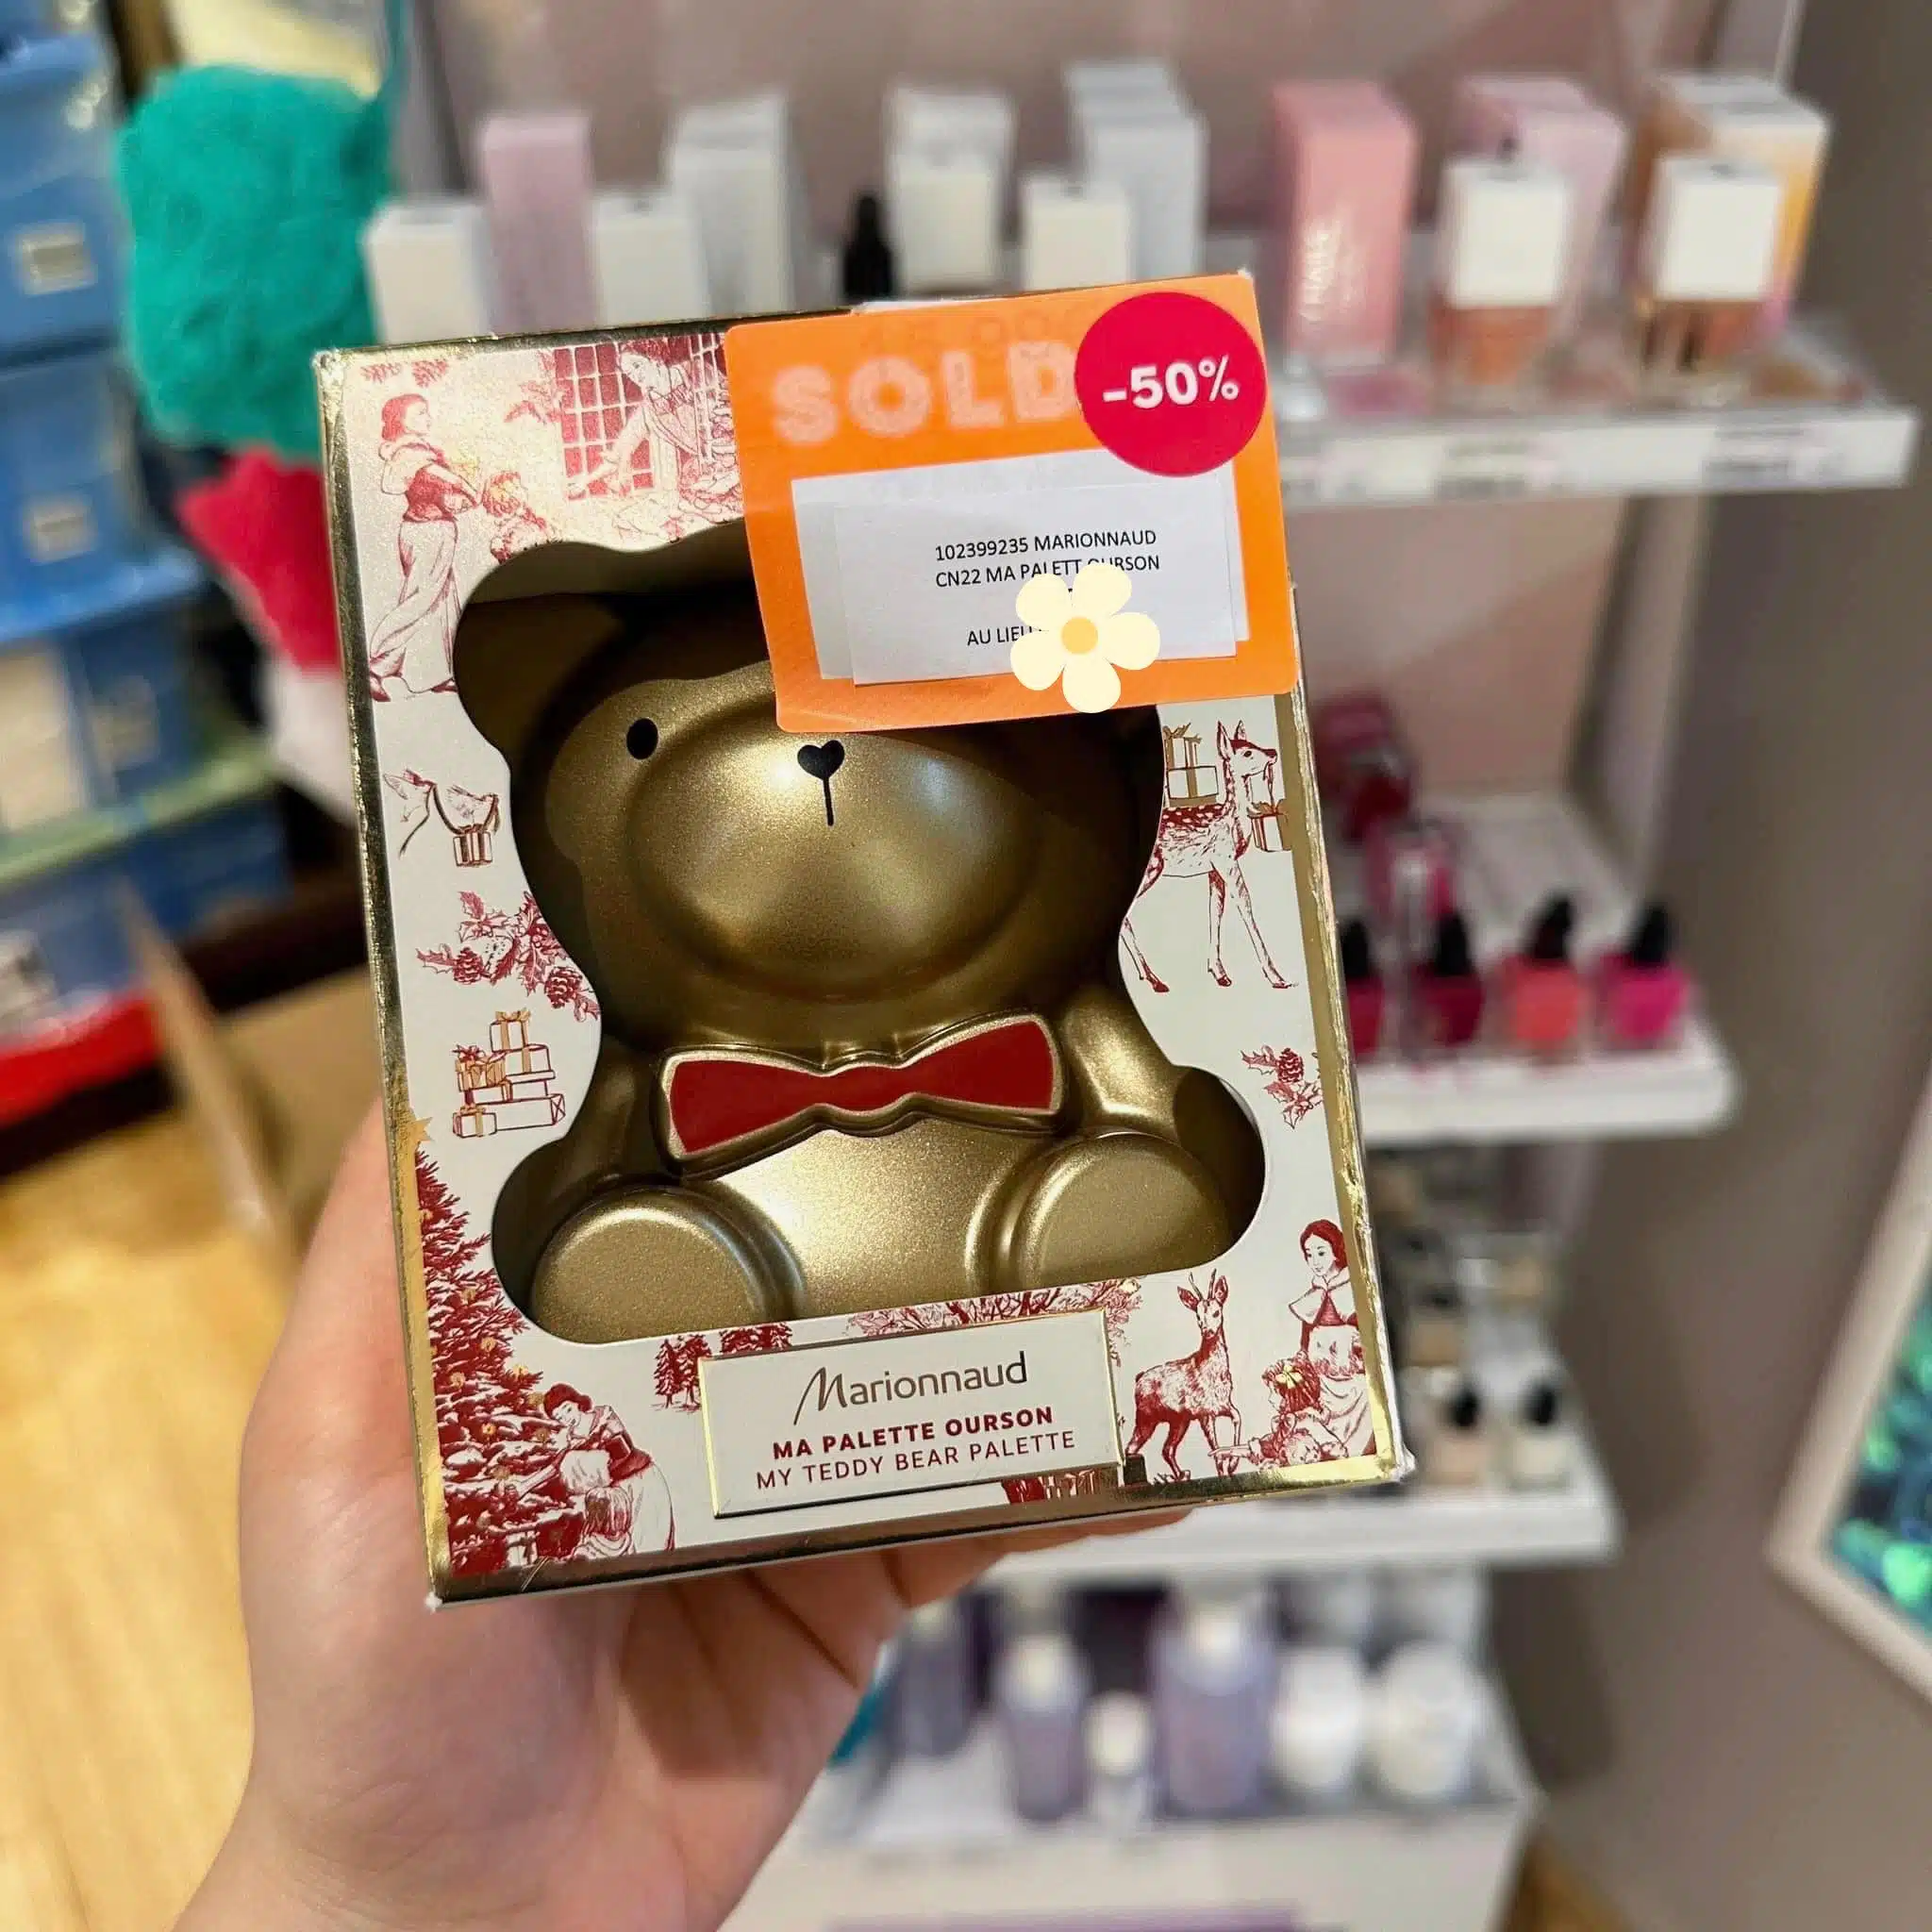 SOLD
-50%
102399235 MARIONNAUD
CN22 MA PALETT OURSON
AU LIEU
Marionnaud
MA PALETTE OURSON
MY TEDDY BEAR PALETTE